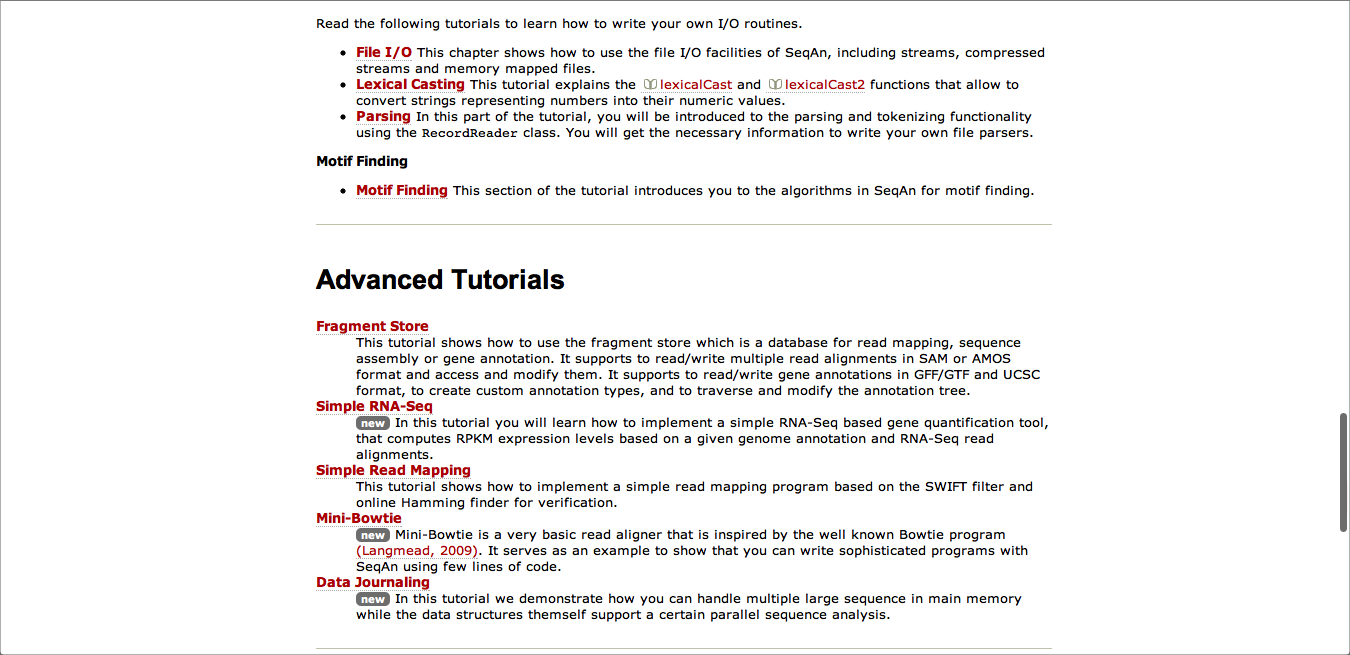 Read the following tutorials to learn how to write your own I/O routines.
File I/O This chapter shows how to use the file I/O facilities of SeqAn, including streams, compressed
streams and memory mapped files.
Lexical Casting This tutorial explains the lexicalCast and lexicalCast2 functions that allow to
convert strings representing numbers into their numeric values.
Parsing In this part of the tutorial, you will be introduced to the parsing and tokenizing functionality
using the RecordReader class. You will get the necessary information to write your own file parsers.
Motif Finding
Motif Finding This section of the tutorial introduces you to the algorithms in SeqAn for motif finding.
Advanced Tutorials
Fragment Store
This tutorial shows how to use the fragment store which is a database for read mapping, sequence
assembly or gene annotation. It supports to read/write multiple read alignments in SAM or AMOS
format and access and modify them. It supports to read/write gene annotations in GFF/GTF and UCSC
format, to create custom annotation types, and to traverse and modify the annotation tree.
Simple RNA-Seq
new In this tutorial you will learn how to implement a simple RNA-Seq based gene quantification tool,
that computes RPKM expression levels based on a given genome annotation and RNA-Seq read
alignments.
Simple Read Mapping
This tutorial shows how to implement a simple read mapping program based on the SWIFT filter and
online Hamming finder for verification.
Mini-Bowtie
new Mini-Bowtie is a very basic read aligner that is inspired by the well known Bowtie program
(Langmead, 2009). It serves as an example to show that you can write sophisticated programs with
SeqAn using few lines of code.
Data Journaling
new In this tutorial we demonstrate how you can handle multiple large sequence in main memory
while the data structures themself support a certain parallel sequence analysis.